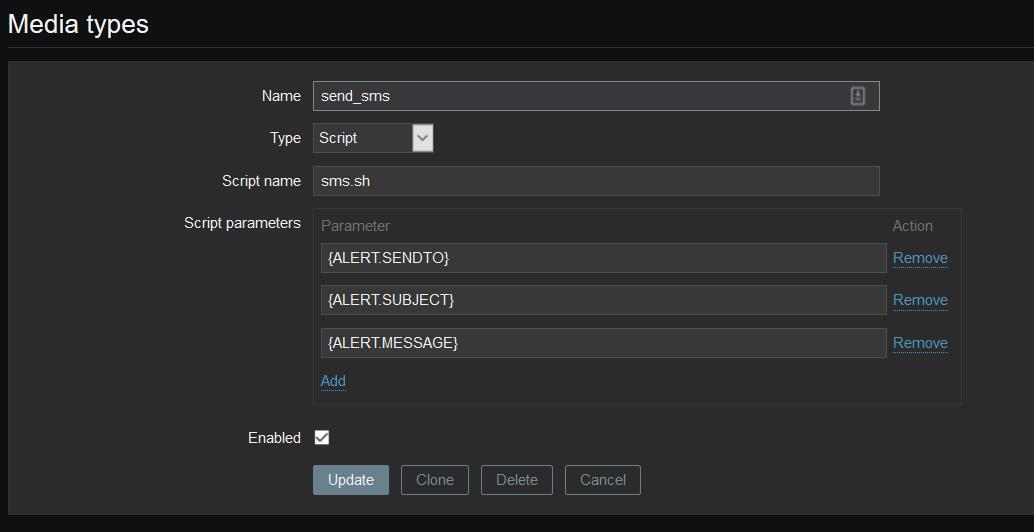 Media types
Name send_sms
Type Script
Script name sms.sh
Script parameters Parameter Action
{ALERT.SENDTO} Remove
{ALERT.SUBJECT} Remove
{ALERT.MESSAGE} Remove
Add
Enabled
Update Clone Delete Cancel